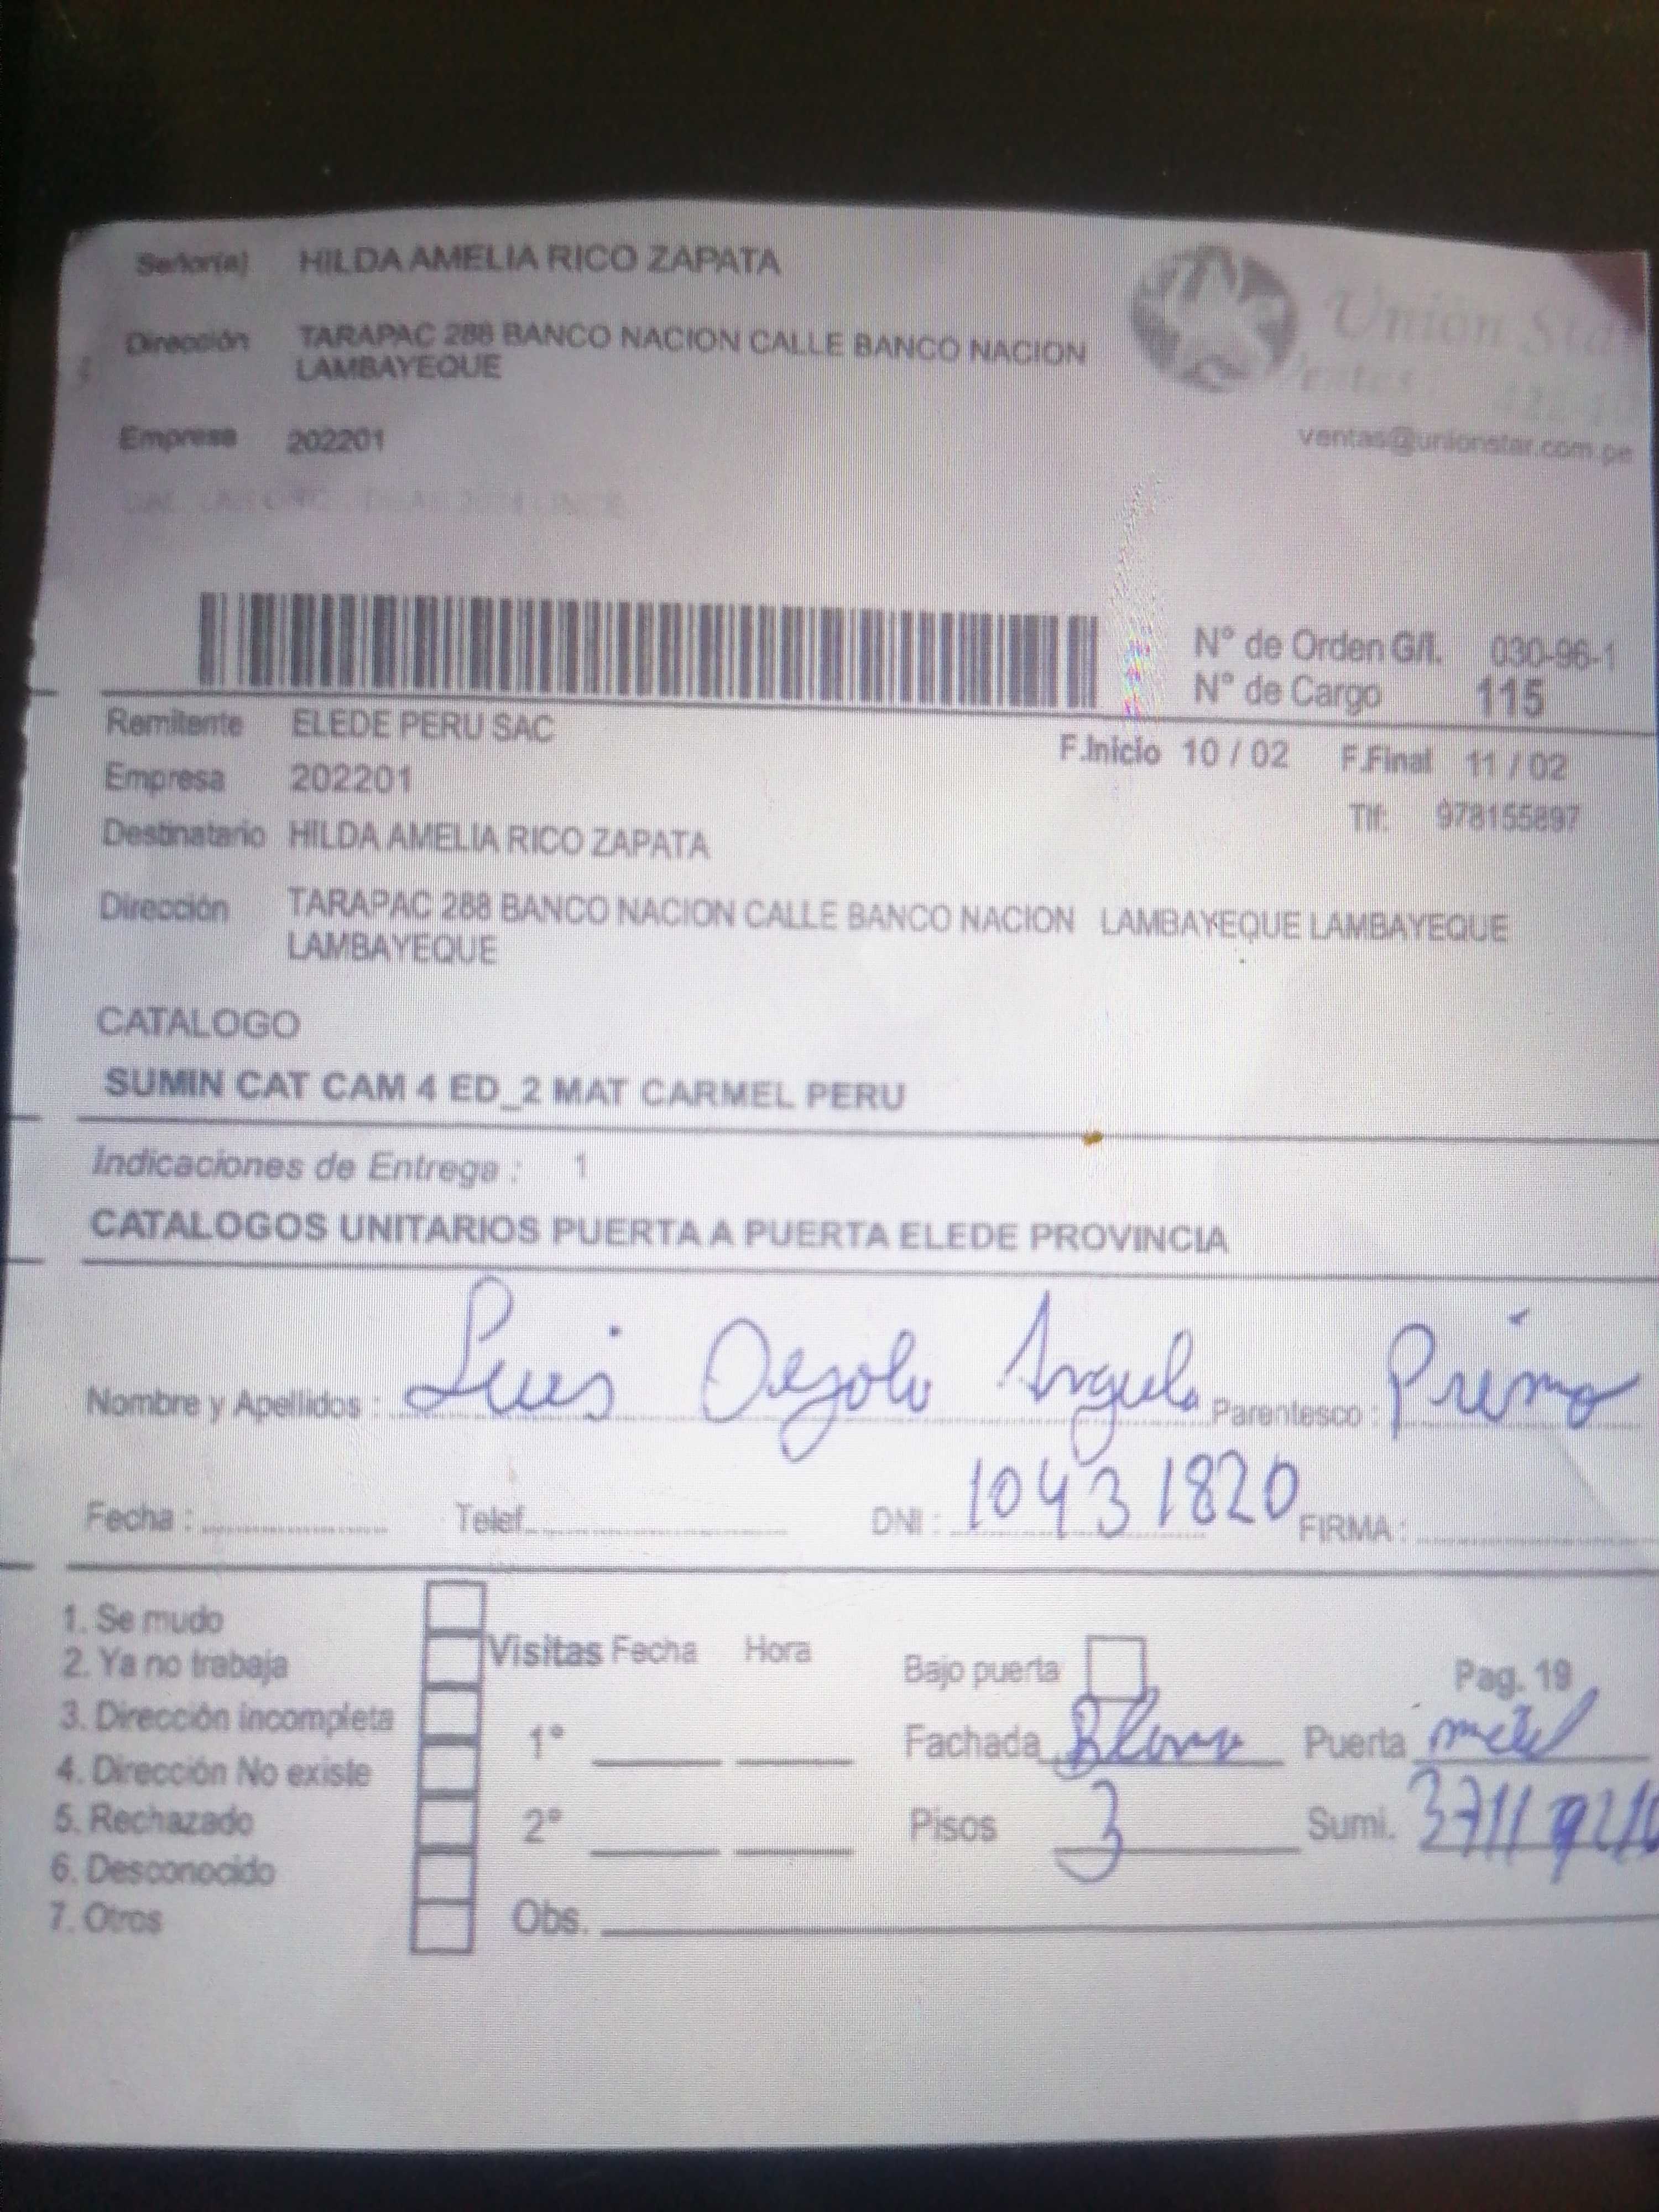 Señor(a) HILDA AMELIA RICO ZAPATA
Dirección TARAPAC 288 BANCO NACION CALLE BANCO NACION
LAMBAYEQUE
Unión Sta
Empresa 202201
ventas@unionstar.com.pe
N° de Orden G/l. 030-96-1
N° de Cargo 115
Remitente ELEDE PERU SAC
F.Inicio 10 / 02 F.Final 11 / 02
Empresa 202201
Tlf: 978155897
Destinatario HILDA AMELIA RICO ZAPATA
Dirección TARAPAC 288 BANCO NACION CALLE BANCO NACION LAMBAYEQUE LAMBAYEQUE
LAMBAYEQUE
CATALOGO
SUMIN CAT CAM 4 ED_2 MAT CARMEL PERU
Indicaciones de Entrega : 1
CATALOGOS UNITARIOS PUERTA A PUERTA ELEDE PROVINCIA
Nombre y Apellidos : Luis Angulo Parentesco : Primo
Fecha : Telef. DNI : 10431820 FIRMA :
1. Se mudo
2. Ya no trabaja
3. Dirección incompleta
4. Dirección No existe
5. Rechazado
6. Desconocido
7. Otros
Visitas Fecha Hora
1°
2°
Obs.
Bajo puerta Pag. 19
Fachada Puerta metal
Pisos 3 Sumi.